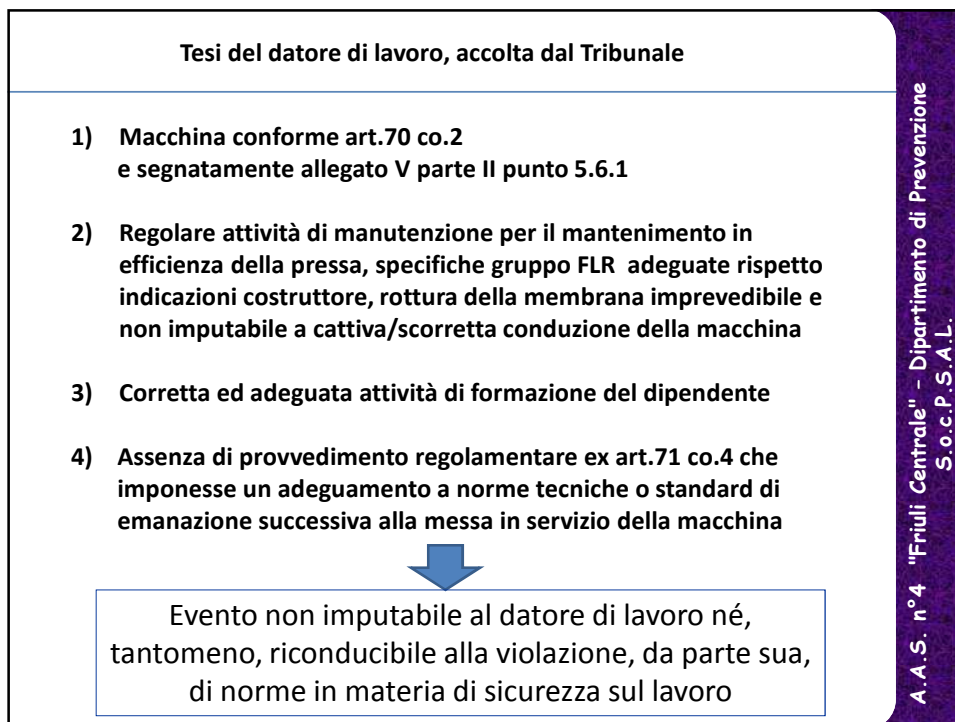 Tesi del datore di lavoro, accolta dal Tribunale
1) Macchina conforme art.70 co.2
e segnatamente allegato V parte II punto 5.6.1
2) Regolare attività di manutenzione per il mantenimento in
efficienza della pressa, specifiche gruppo FLR adeguate rispetto
indicazioni costruttore, rottura della membrana imprevedibile e
non imputabile a cattiva/scorretta conduzione della macchina
3) Corretta ed adeguata attività di formazione del dipendente
4) Assenza di provvedimento regolamentare ex art.71 co.4 che
imponesse un adeguamento a norme tecniche o standard di
emanazione successiva alla messa in servizio della macchina
Evento non imputabile al datore di lavoro né,
tantomeno, riconducibile alla violazione, da parte sua,
di norme in materia di sicurezza sul lavoro
A.A.S. n°4 "Friuli Centrale" - Dipartimento di Prevenzione
S.o.c.P.S.A.L.